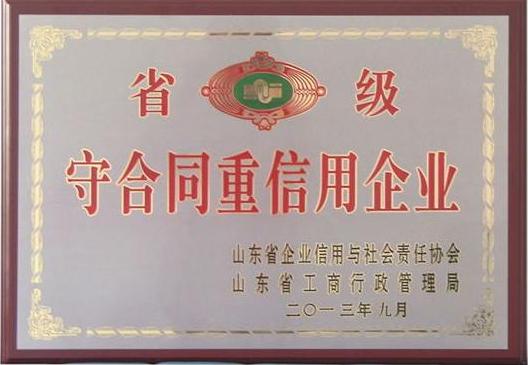 省 级
守合同重信用企业
山东省企业信用与社会责任协会
山东省工商行政管理局
二〇一三年九月